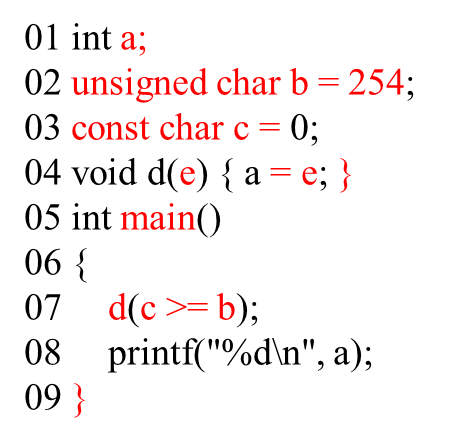 01 int a;
02 unsigned char b = 254;
03 const char c = 0;
04 void d(e) { a = e; }
05 int main()
06 {
07 d(c >= b);
08 printf("%d\n", a);
09 }